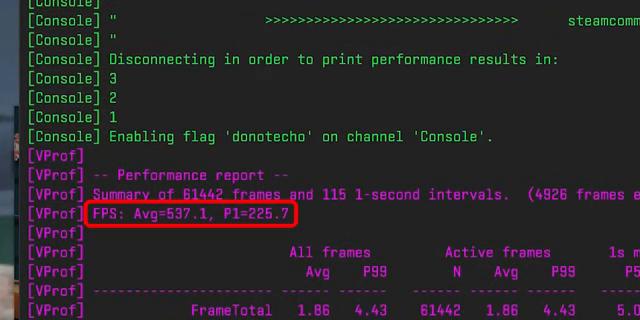 [Console]
[Console] " >>>>>>>>>>>>>>>>>>>>>>>>>>>>>>> steamcomm
[Console] "
[Console] Disconnecting in order to print performance results in:
[Console] 3
[Console] 2
[Console] 1
[Console] Enabling flag 'donotecho' on channel 'Console'.
[VProf]
[VProf] -- Performance report --
[VProf] Summary of 61442 frames and 115 1-second intervals. (4926 frames e
[VProf] FPS: Avg=537.1, P1=225.7
[VProf]
[VProf] All frames Active frames 1s m
[VProf] Avg P99 N Avg P99 P5
[VProf] -------------------- ------ ------ ------ ------ ------ -----
[VProf] FrameTotal 1.86 4.43 61442 1.86 4.43 5.0